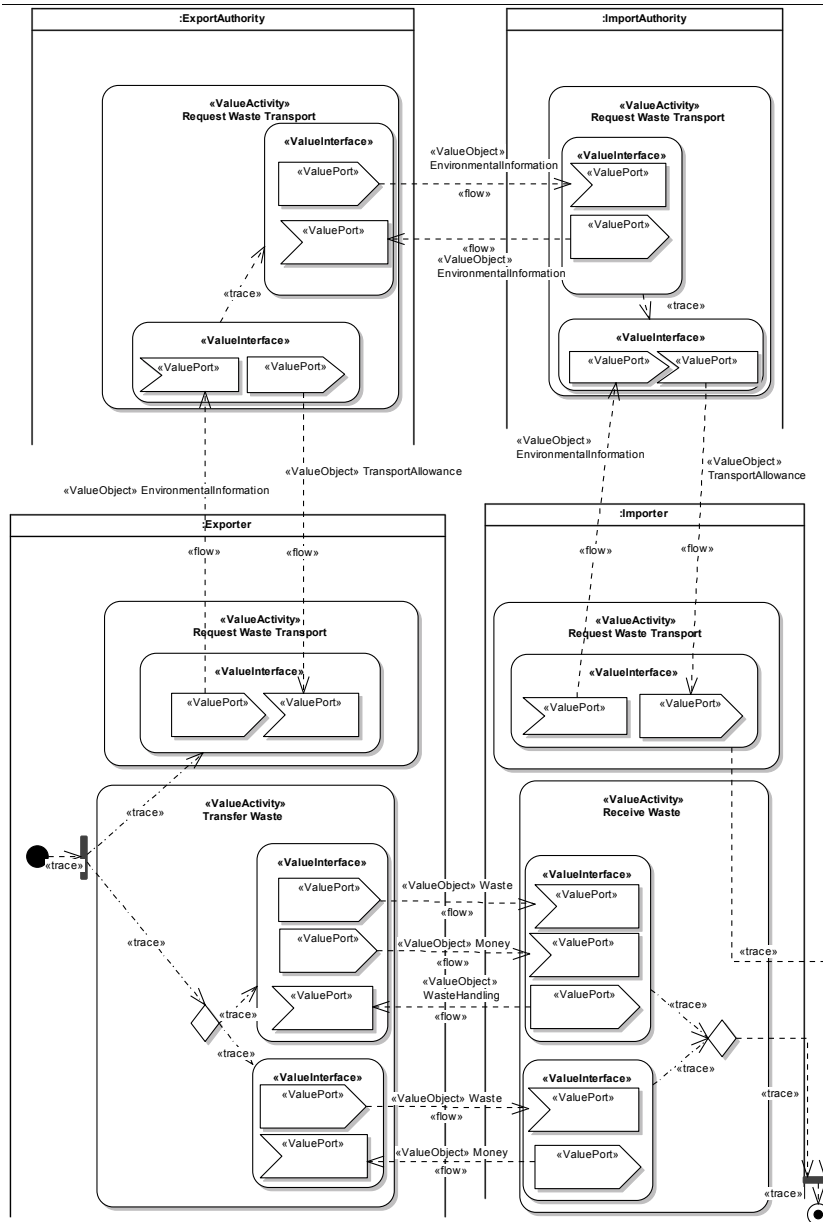 :ExportAuthority
:ImportAuthority
«ValueActivity»
Request Waste Transport
«ValueInterface»
«ValuePort»
«ValuePort»
«ValueObject»
EnvironmentalInformation
«flow»
«flow»
«ValueObject»
EnvironmentalInformation
«ValueActivity»
Request Waste Transport
«ValueInterface»
«ValuePort»
«ValuePort»
«trace»
«trace»
«ValueInterface»
«ValuePort»
«ValuePort»
«ValueInterface»
«ValuePort»
«ValuePort»
«ValueObject» EnvironmentalInformation
«ValueObject» TransportAllowance
«ValueObject»
EnvironmentalInformation
«ValueObject»
TransportAllowance
:Exporter
:Importer
«flow»
«flow»
«flow»
«flow»
«ValueActivity»
Request Waste Transport
«ValueInterface»
«ValuePort»
«ValuePort»
«ValueActivity»
Request Waste Transport
«ValueInterface»
«ValuePort»
«ValuePort»
«trace»
«trace»
«trace»
«ValueActivity»
Transfer Waste
«ValueActivity»
Receive Waste
«ValueInterface»
«ValuePort»
«ValuePort»
«ValuePort»
«ValueObject» Waste
«flow»
«ValueObject» Money
«flow»
«ValueObject»
WasteHandling
«flow»
«ValueInterface»
«ValuePort»
«ValuePort»
«ValuePort»
«trace»
«trace»
«trace»
«trace»
«trace»
«ValueInterface»
«ValuePort»
«ValuePort»
«ValueObject» Waste
«flow»
«ValueObject» Money
«flow»
«ValueInterface»
«ValuePort»
«ValuePort»
«trace»
«trace»